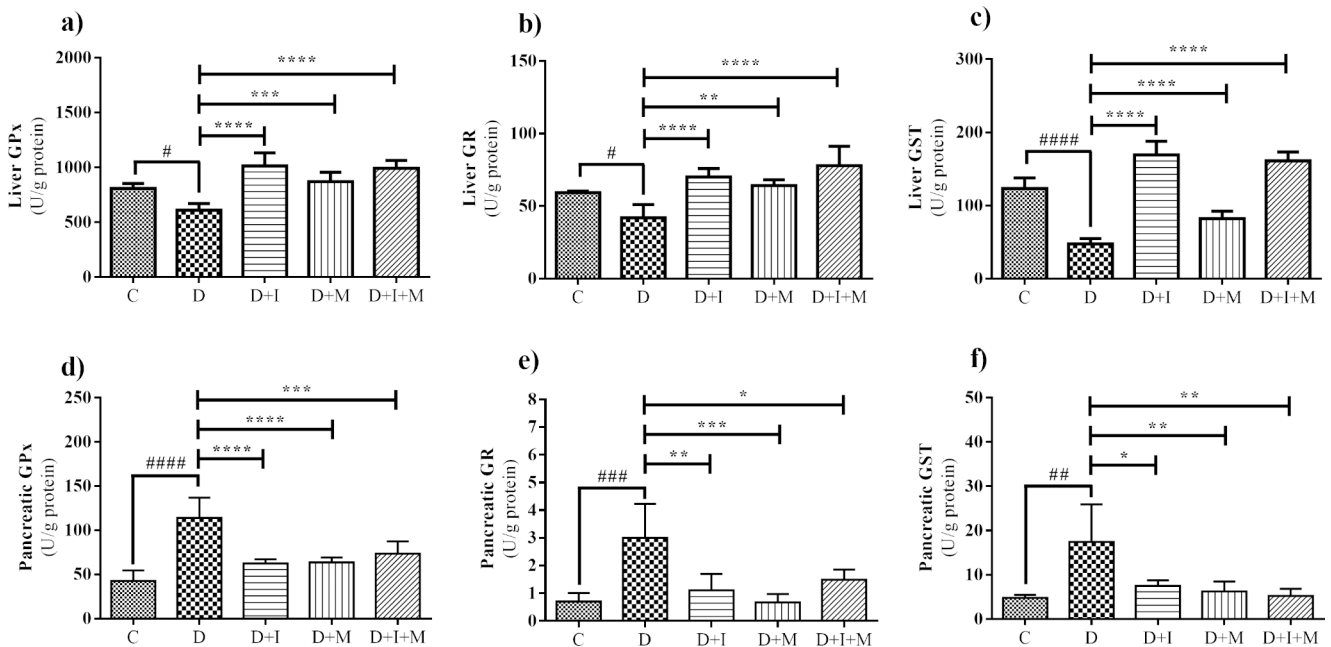 a)
Liver GPx
(U/g protein)
2000
1500
1000
500
0
****
***
****
#
C D D+I D+M D+I+M
b)
Liver GR
(U/g protein)
150
100
50
0
****
**
****
#
C D D+I D+M D+I+M
c)
Liver GST
(U/g protein)
300
200
100
0
****
****
****
####
C D D+I D+M D+I+M
d)
Pancreatic GPx
(U/g protein)
250
200
150
100
50
0
***
****
****
####
C D D+I D+M D+I+M
e)
Pancreatic GR
(U/g protein)
8
7
6
5
4
3
2
1
0
*
***
**
###
C D D+I D+M D+I+M
f)
Pancreatic GST
(U/g protein)
50
40
30
20
10
0
**
**
*
##
C D D+I D+M D+I+M